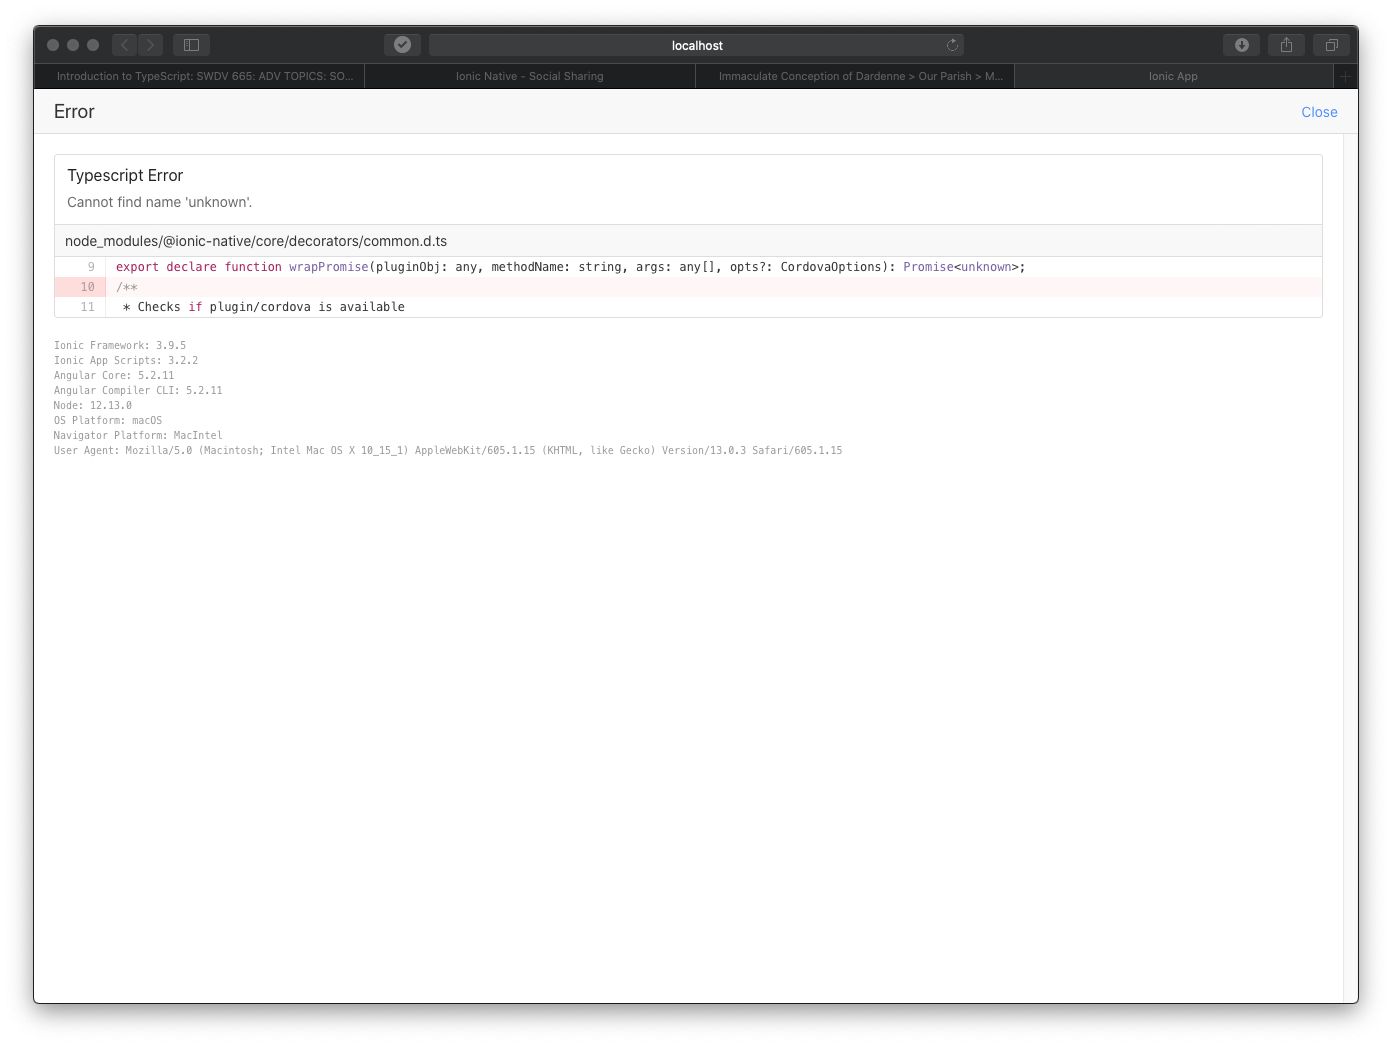 localhost
Introduction to TypeScript: SWDV 665: ADV TOPICS: SO...
Ionic Native - Social Sharing
Immaculate Conception of Dardenne > Our Parish > M...
Ionic App
Error
Close
Typescript Error
Cannot find name 'unknown'.
node_modules/@ionic-native/core/decorators/common.d.ts
9 export declare function wrapPromise(pluginObj: any, methodName: string, args: any[], opts?: CordovaOptions): Promise<unknown>;
10 /**
11 * Checks if plugin/cordova is available
Ionic Framework: 3.9.5
Ionic App Scripts: 3.2.2
Angular Core: 5.2.11
Angular Compiler CLI: 5.2.11
Node: 12.13.0
OS Platform: macOS
Navigator Platform: MacIntel
User Agent: Mozilla/5.0 (Macintosh; Intel Mac OS X 10_15_1) AppleWebKit/605.1.15 (KHTML, like Gecko) Version/13.0.3 Safari/605.1.15